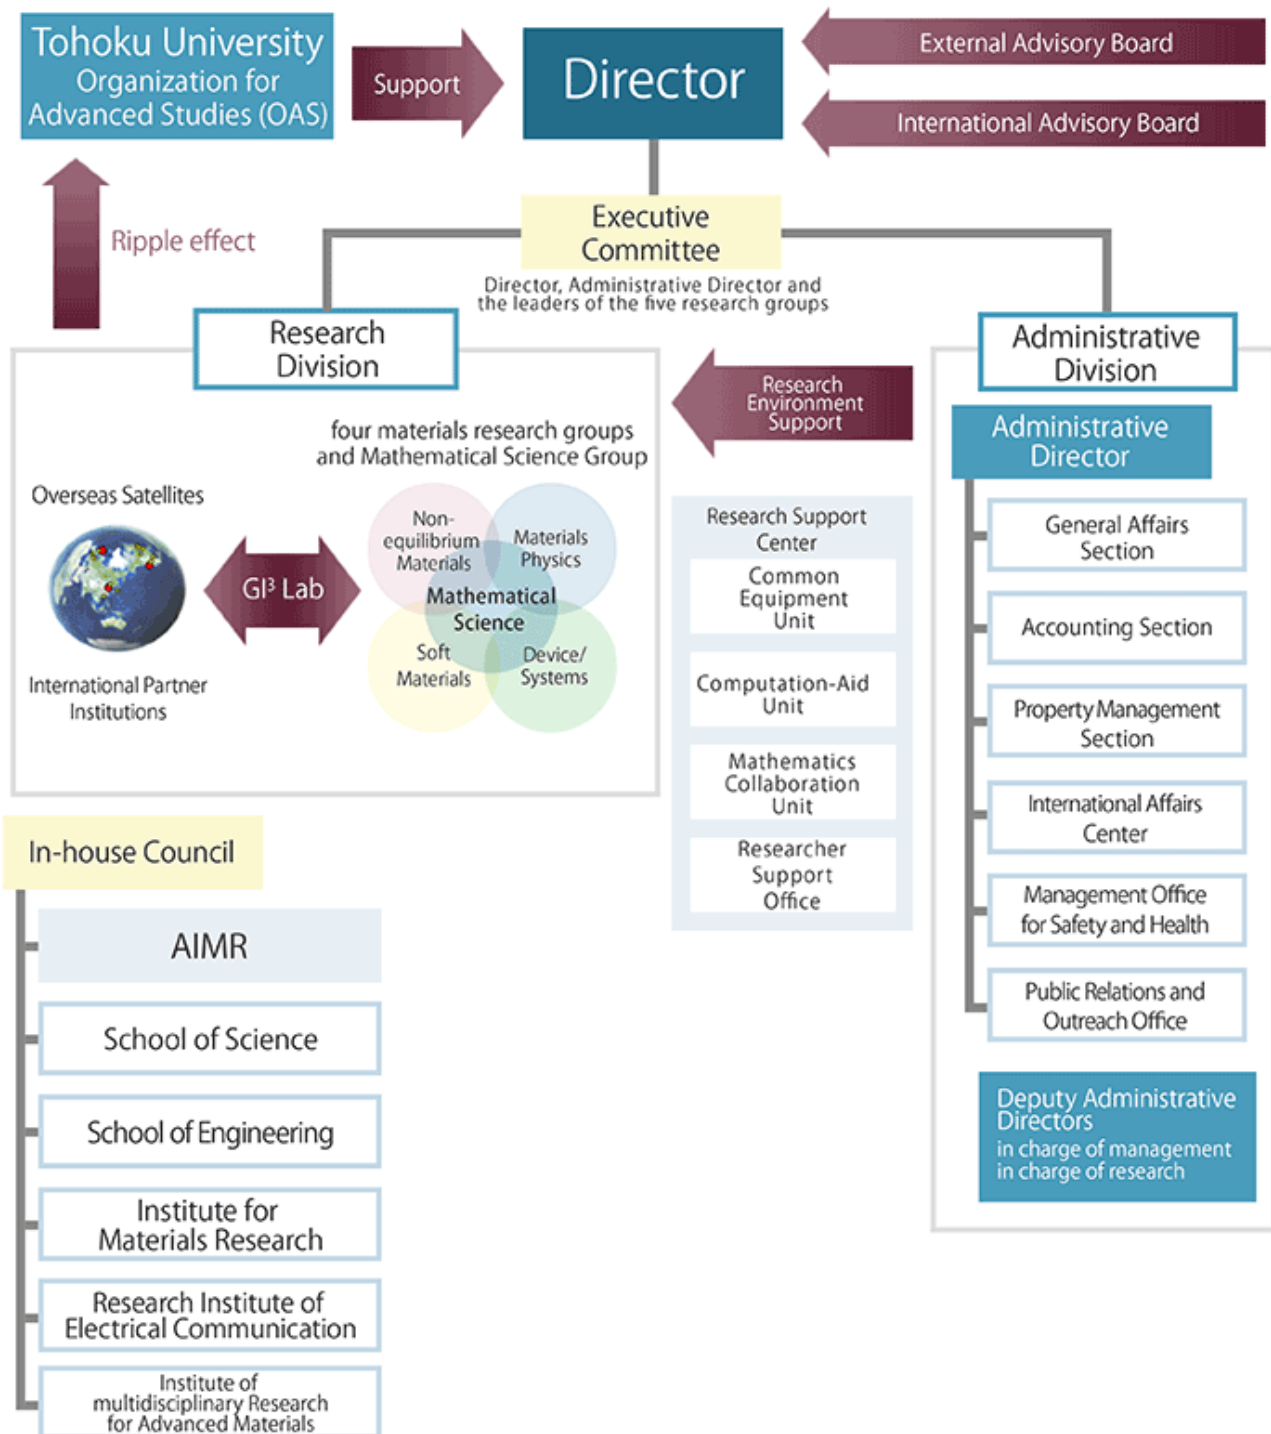 Tohoku University
Organization for
Advanced Studies (OAS)
Support
Director
External Advisory Board
International Advisory Board
Ripple effect
Executive
Committee
Director, Administrative Director and
the leaders of the five research groups
Research
Division
four materials research groups
and Mathematical Science Group
Overseas Satellites
GI³ Lab
International Partner
Institutions
Non-
equilibrium
Materials
Materials
Physics
Mathematical
Science
Soft
Materials
Device/
Systems
Research
Environment
Support
Research Support
Center
Common
Equipment
Unit
Computation-Aid
Unit
Mathematics
Collaboration
Unit
Researcher
Support
Office
Administrative
Division
Administrative
Director
General Affairs
Section
Accounting Section
Property Management
Section
International Affairs
Center
Management Office
for Safety and Health
Public Relations and
Outreach Office
Deputy Administrative
Directors
in charge of management
in charge of research
In-house Council
AIMR
School of Science
School of Engineering
Institute for
Materials Research
Research Institute of
Electrical Communication
Institute of
multidisciplinary Research
for Advanced Materials